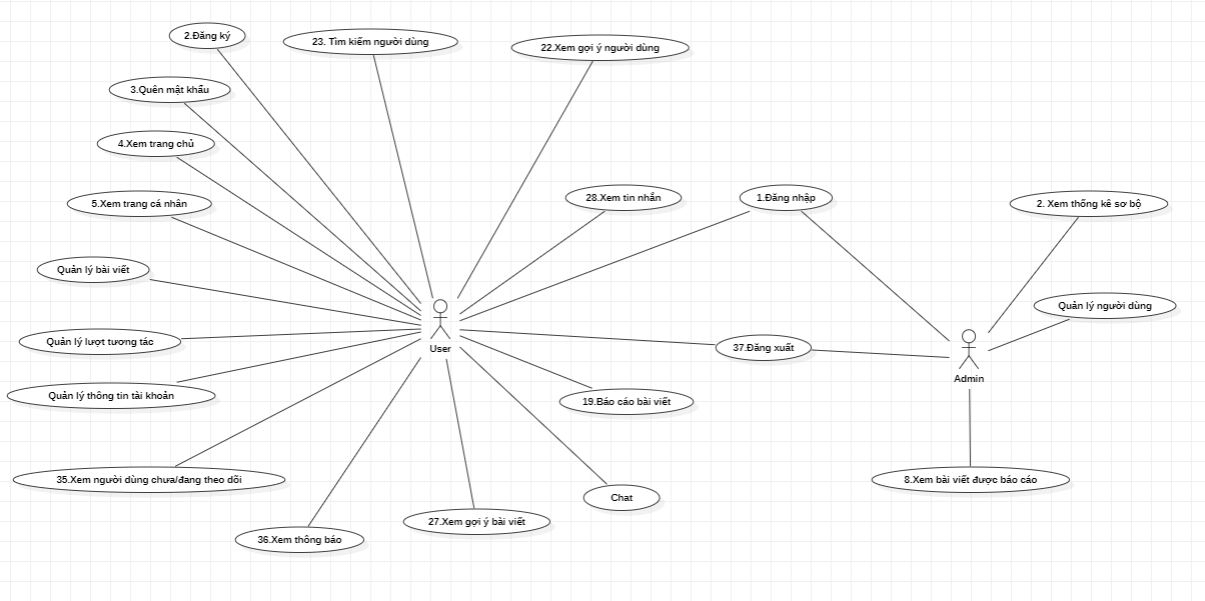 2.Đăng ký
23. Tìm kiếm người dùng
22.Xem gợi ý người dùng
3.Quên mật khẩu
4.Xem trang chủ
5.Xem trang cá nhân
28.Xem tin nhắn
1.Đăng nhập
2. Xem thống kê sơ bộ
Quản lý bài viết
Quản lý người dùng
Quản lý lượt tương tác
User
37.Đăng xuất
Admin
Quản lý thông tin tài khoản
19.Báo cáo bài viết
35.Xem người dùng chưa/đang theo dõi
8.Xem bài viết được báo cáo
Chat
27.Xem gợi ý bài viết
36.Xem thông báo